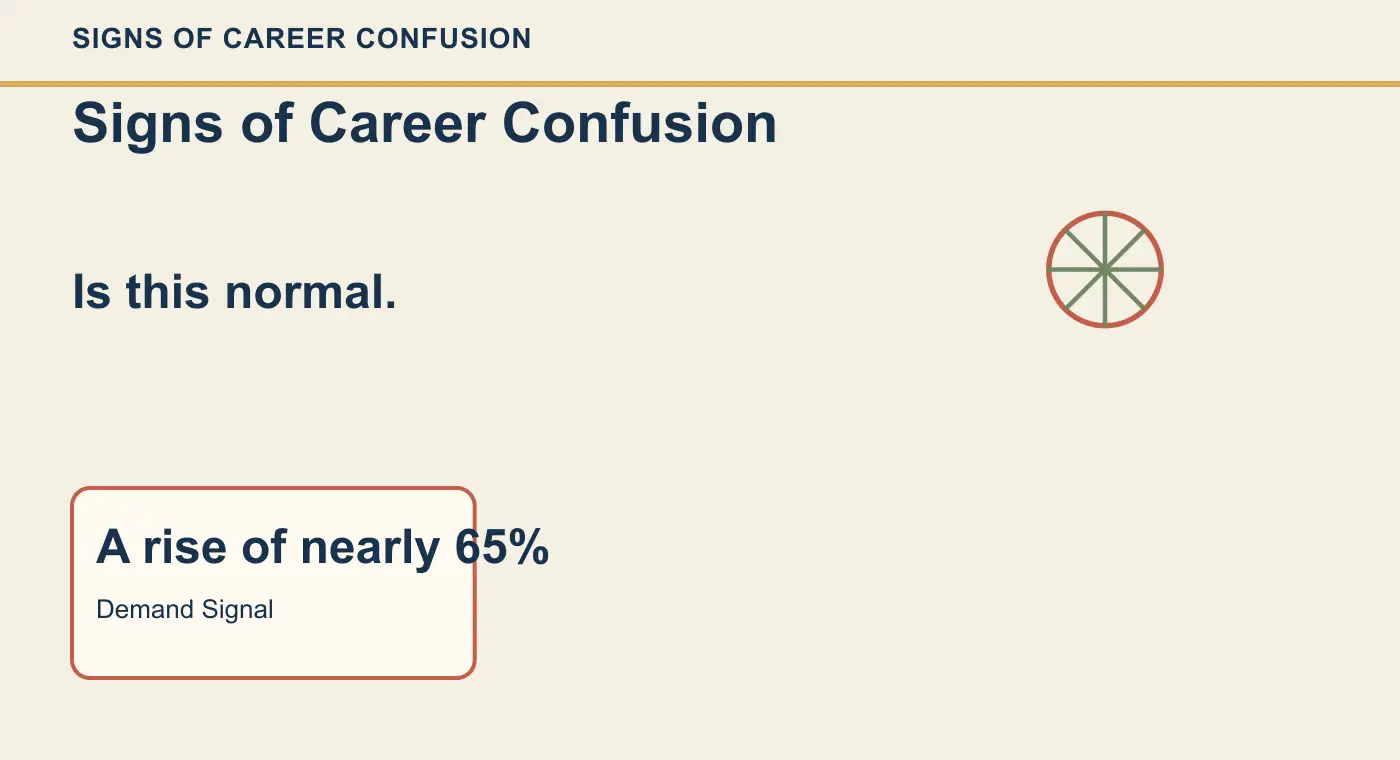 SIGNS OF CAREER CONFUSION
Signs of Career Confusion
Is this normal.
A rise of nearly 65%
Demand Signal